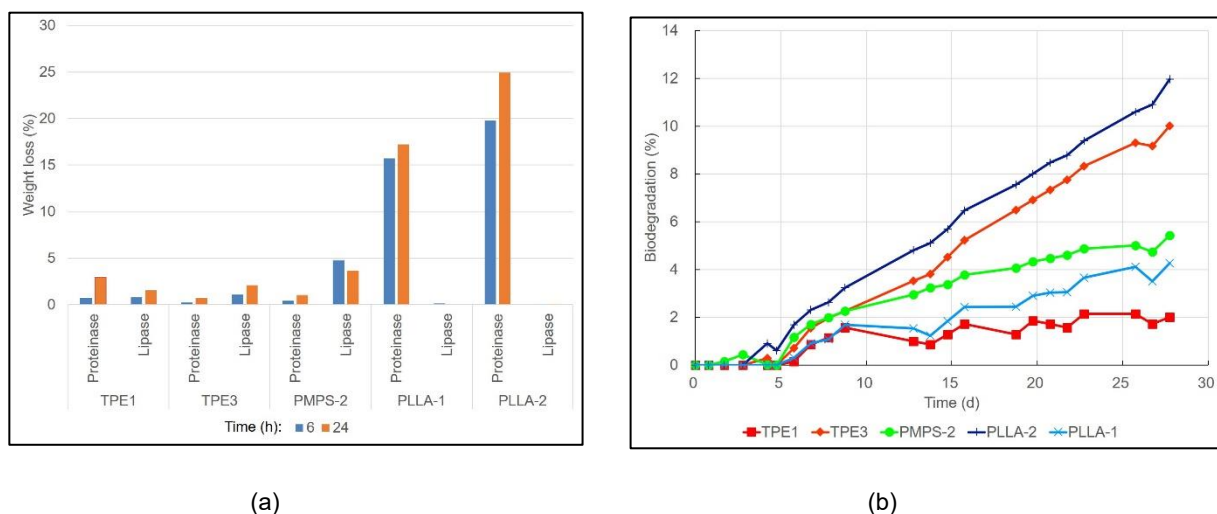 30
25
20
15
10
5
0
Weight loss (%)
Proteinase
Lipase
Proteinase
Lipase
Proteinase
Lipase
Proteinase
Lipase
Proteinase
Lipase
TPE1 TPE3 PMPS-2 PLLA-1 PLLA-2
Time (h): 6 24
(a)
14
12
10
8
6
4
2
0
Biodegradation (%)
0 5 10 15 20 25 30
Time (d)
TPE1 TPE3 PMPS-2 PLLA-2 PLLA-1
(b)